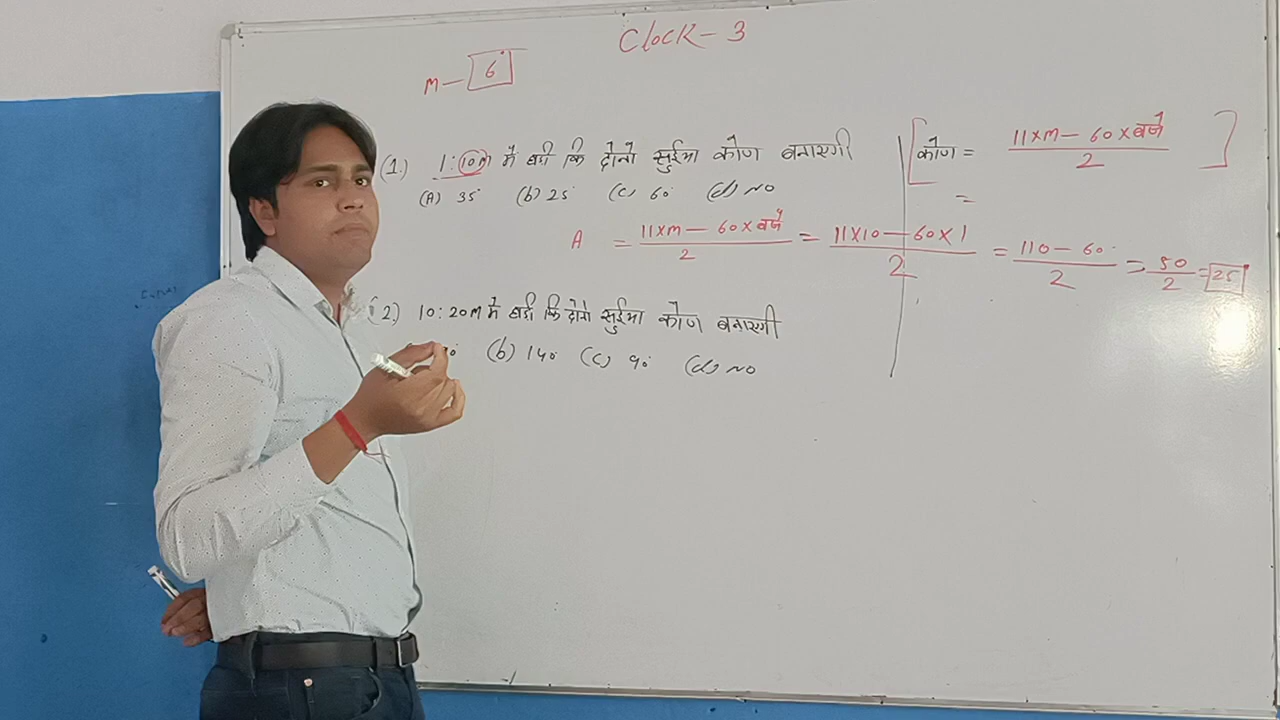 Clock - 3
M — 6°
(1.) 1:10M में घडी कि दोनो सुईया कोण बनाएगी
(A) 35° (b) 25° (c) 60° (d) NO
कोण = 11×M - 60×बजे / 2
=
A = 11×M - 60×बजे / 2 = 11×10 - 60×1 / 2 = 110 - 60 / 2 = 50 / 2 = 25°
(2.) 10:20M में घडी कि दोनो सुईया कोण बनाएगी
(b) 140 (c) 90 (d) NO